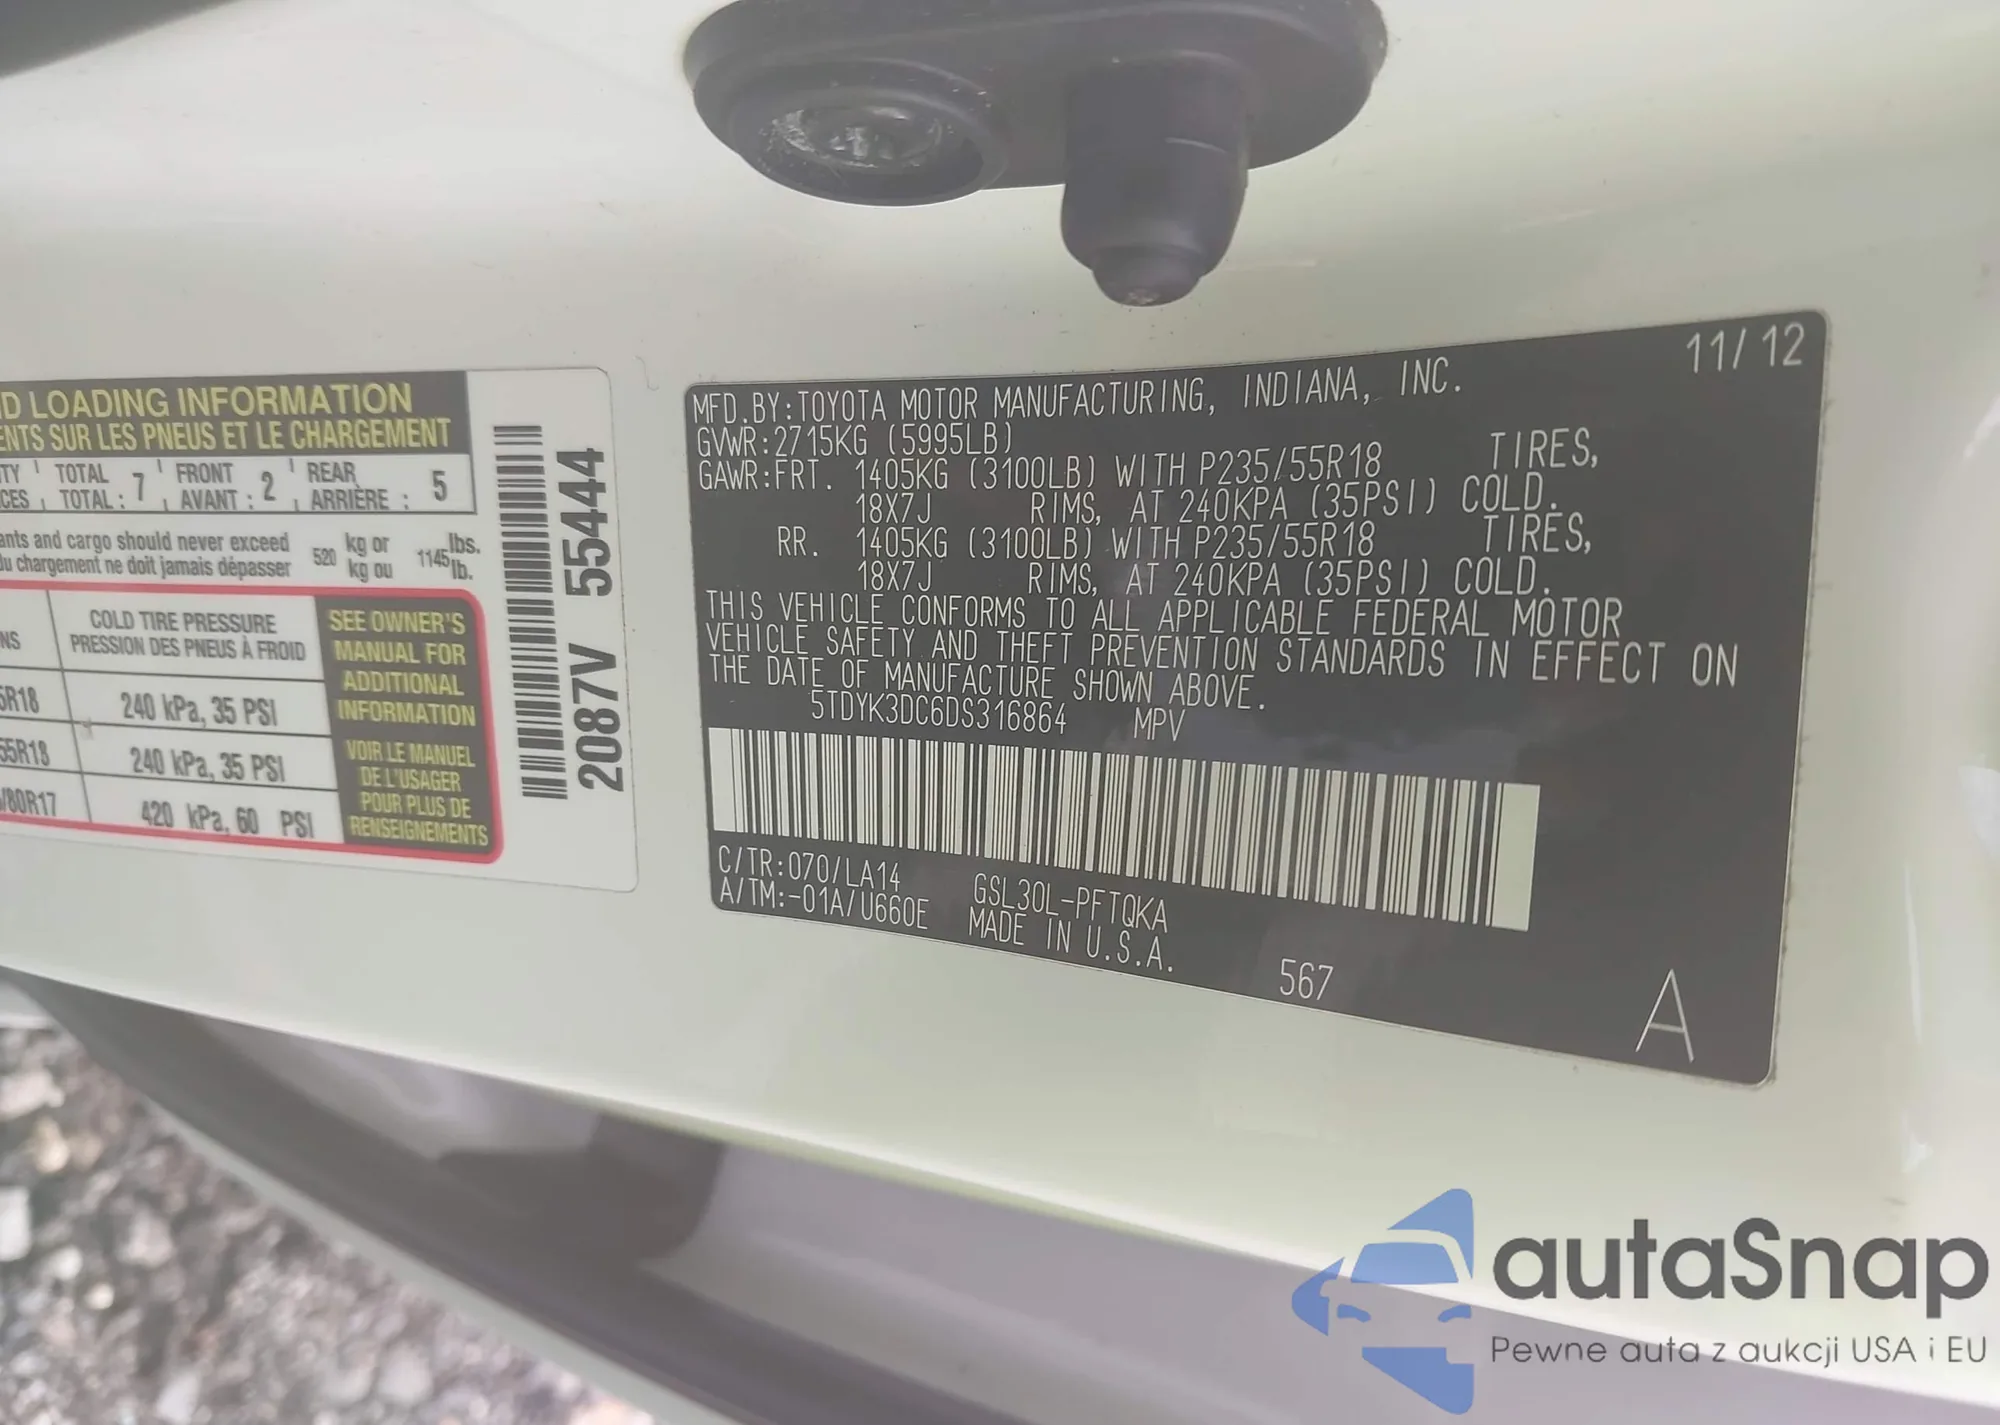 D LOADING INFORMATION
ENTS SUR LES PNEUS ET LE CHARGEMENT
TY TOTAL FRONT REAR
CES TOTAL : 7 AVANT : 2 ARRIÈRE : 5
ants and cargo should never exceed 520 kg or 1145 lbs.
du chargement ne doit jamais dépasser kg ou lb.
NS COLD TIRE PRESSURE
PRESSION DES PNEUS À FROID
5R18 240 kPa, 35 PSI
55R18 240 kPa, 35 PSI
/80R17 420 kPa, 60 PSI
SEE OWNER'S
MANUAL FOR
ADDITIONAL
INFORMATION
VOIR LE MANUEL
DE L'USAGER
POUR PLUS DE
RENSEIGNEMENTS
2087V 55444
11/12
MFD.BY:TOYOTA MOTOR MANUFACTURING, INDIANA, INC.
GVWR:2715KG (5995LB)
GAWR:FRT. 1405KG (3100LB) WITH P235/55R18 TIRES,
18X7J RIMS, AT 240KPA (35PSI) COLD.
RR. 1405KG (3100LB) WITH P235/55R18 TIRES,
18X7J RIMS, AT 240KPA (35PSI) COLD.
THIS VEHICLE CONFORMS TO ALL APPLICABLE FEDERAL MOTOR
VEHICLE SAFETY AND THEFT PREVENTION STANDARDS IN EFFECT ON
THE DATE OF MANUFACTURE SHOWN ABOVE.
5TDYK3DC6DS316864 MPV
C/TR:070/LA14 GSL30L-PFTQKA
A/TM:-01A/U660E MADE IN U.S.A.
567
A
autaSnap
Pewne auta z aukcji USA i EU